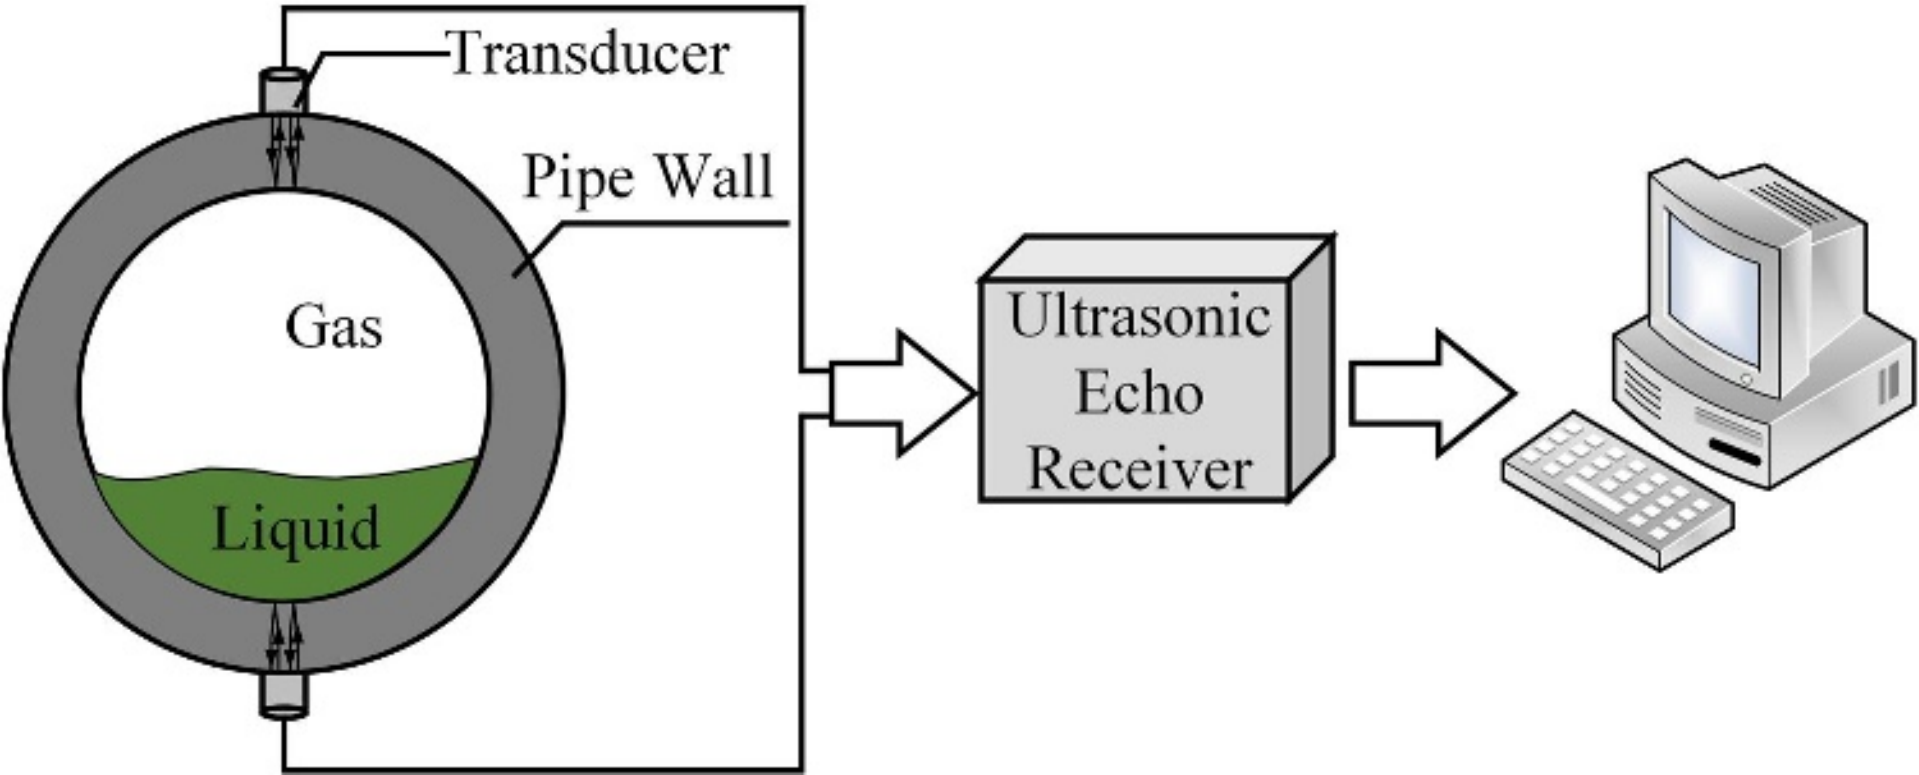 Transducer
Pipe Wall
Gas
Liquid
Ultrasonic
Echo
Receiver